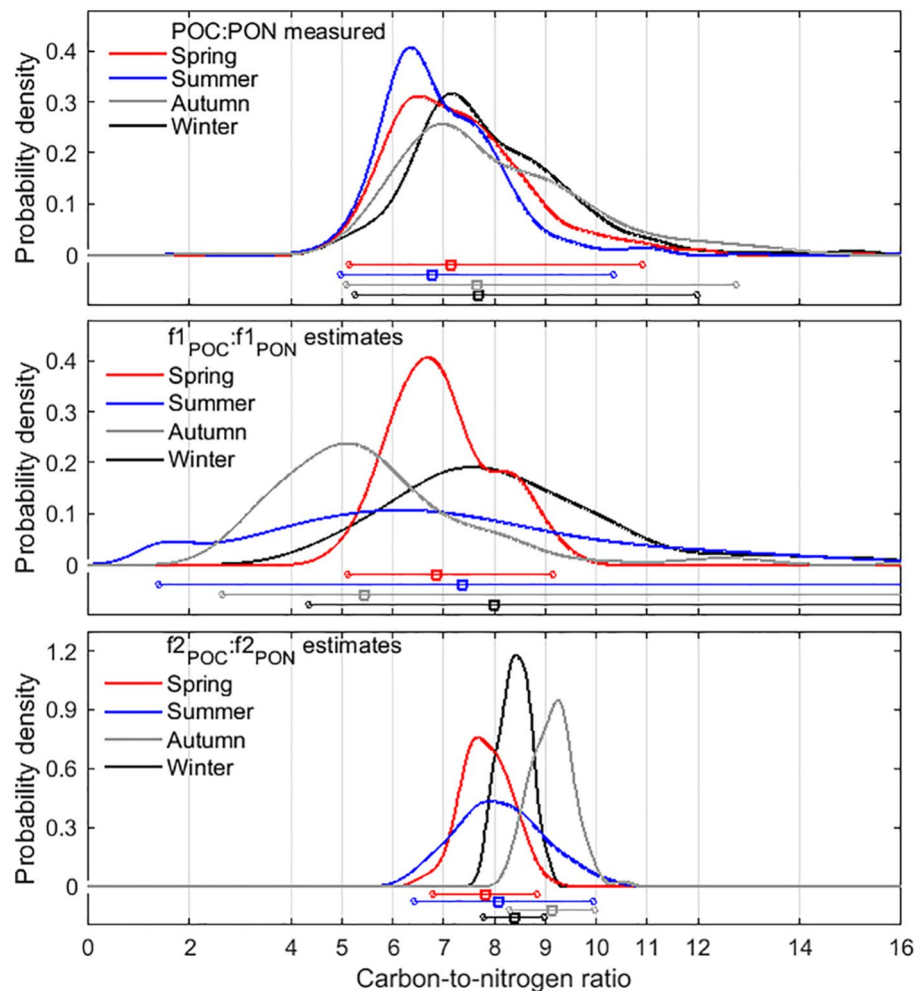 POC:PON measured
Spring
Summer
Autumn
Winter
Probability density
0.4
0.3
0.2
0.1
0
f1POC:f1PON estimates
Spring
Summer
Autumn
Winter
Probability density
0.4
0.3
0.2
0.1
0
f2POC:f2PON estimates
Spring
Summer
Autumn
Winter
Probability density
1.2
0.9
0.6
0.3
0
0 2 4 5 6 7 8 9 10 11 12 14 16
Carbon-to-nitrogen ratio